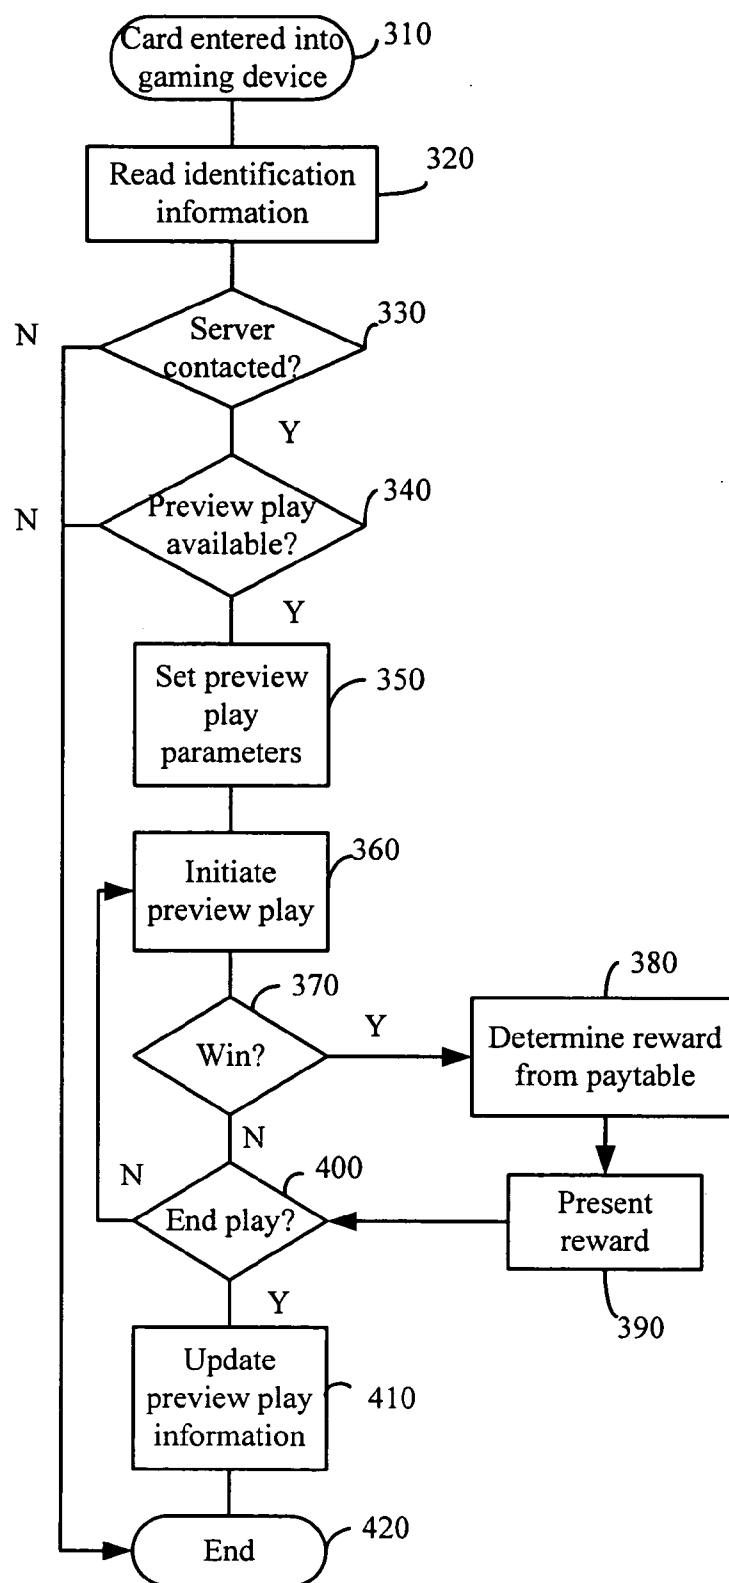 Card entered into
gaming device
310
Read identification
information
320
Server
contacted?
330
N
Y
Preview play
available?
340
N
Y
Set preview
play
parameters
350
Initiate
preview play
360
Win?
370
Y
N
Determine reward
from paytable
380
Present
reward
390
End play?
400
N
Y
Update
preview play
information
410
End
420